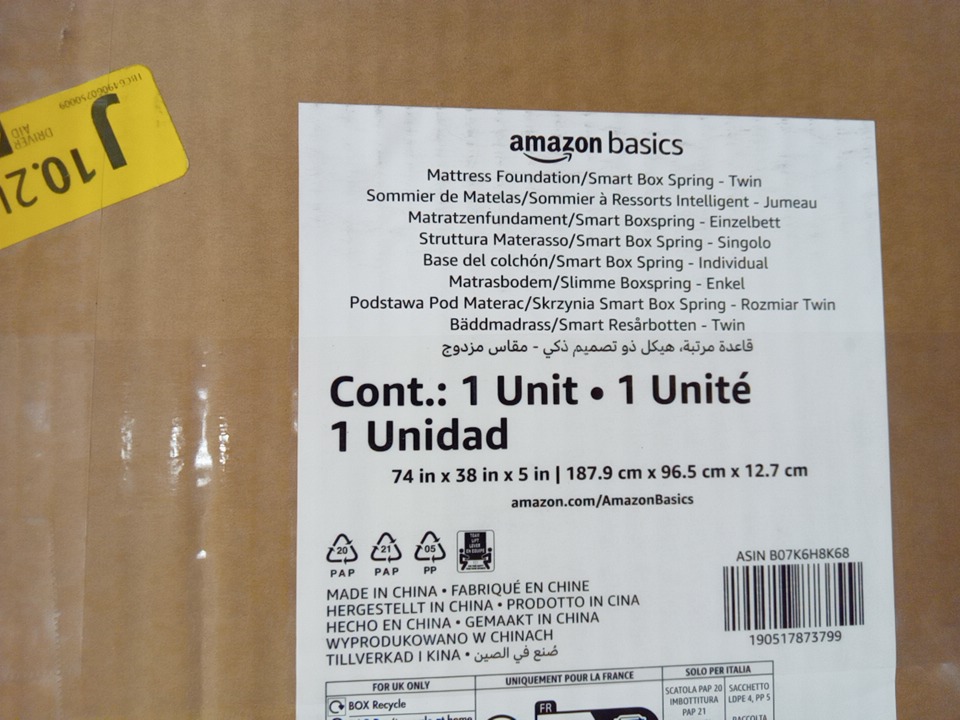 J
10.2
DRIVER
AID
amazon basics
Mattress Foundation/Smart Box Spring - Twin
Sommier de Matelas/Sommier à Ressorts Intelligent - Jumeau
Matratzenfundament/Smart Boxspring - Einzelbett
Struttura Materasso/Smart Box Spring - Singolo
Base del colchón/Smart Box Spring - Individual
Matrasbodem/Slimme Boxspring - Enkel
Podstawa Pod Materac/Skrzynia Smart Box Spring - Rozmiar Twin
Bäddmadrass/Smart Resårbotten - Twin
قاعدة مرتبة، هيكل ذو تصميم ذكي - مقاس مزدوج
Cont.: 1 Unit • 1 Unité
1 Unidad
74 in x 38 in x 5 in | 187.9 cm x 96.5 cm x 12.7 cm
amazon.com/AmazonBasics
20 21 05
PAP PAP PP
ASIN B07K6H8K68
190517873799
MADE IN CHINA • FABRIQUÉ EN CHINE
HERGESTELLT IN CHINA • PRODOTTO IN CINA
HECHO EN CHINA • GEMAAKT IN CHINA
WYPRODUKOWANO W CHINACH
TILLVERKAD I KINA • صُنع في الصين
FOR UK ONLY
BOX Recycle
UNIQUEMENT POUR LA FRANCE
FR
SOLO PER ITALIA
SCATOLA PAP 20
IMBOTTITURA
PAP 21
SACCHETTO
LDPE 4, PP 5
RACCOLTA